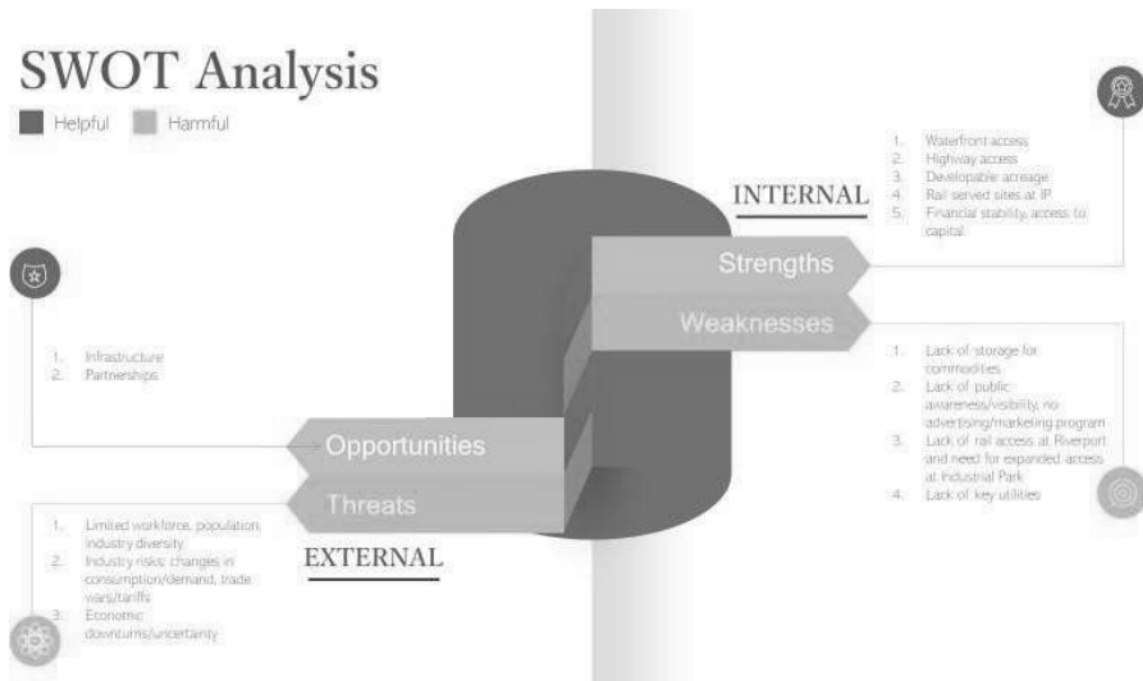 SWOT Analysis
Helpful
Harmful
INTERNAL
Strengths
1. Waterfront access
2. Highway access
3. Developable acreage
4. Rail served sites at IP
5. Financial stability, access to
capital
Weaknesses
1. Lack of storage for
commodities
2. Lack of public
awareness/visibility, no
advertising/marketing program
3. Lack of rail access at Riverport
and need for expanded access
at Industrial Park
4. Lack of key utilities
1. Infrastructure
2. Partnerships
Opportunities
Threats
1. Limited workforce, population,
industry diversity
2. Industry risks: changes in
consumption/demand, trade
wars/tariffs
3. Economic
downturns/uncertainty
EXTERNAL